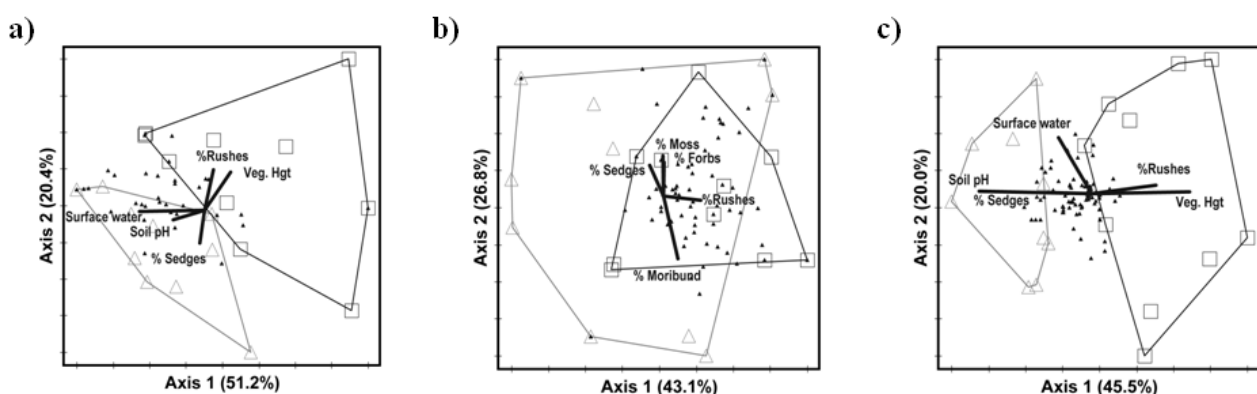 a)
%Rushes
Veg. Hgt
Surface water
Soil pH
% Sedges
Axis 2 (20.4%)
Axis 1 (51.2%)
b)
% Moss
% Forbs
%Sedges
%Rushes
% Moribund
Axis 2 (26.8%)
Axis 1 (43.1%)
c)
Surface water
%Rushes
Soil pH
% Sedges
Veg. Hgt
Axis 2 (20.0%)
Axis 1 (45.5%)